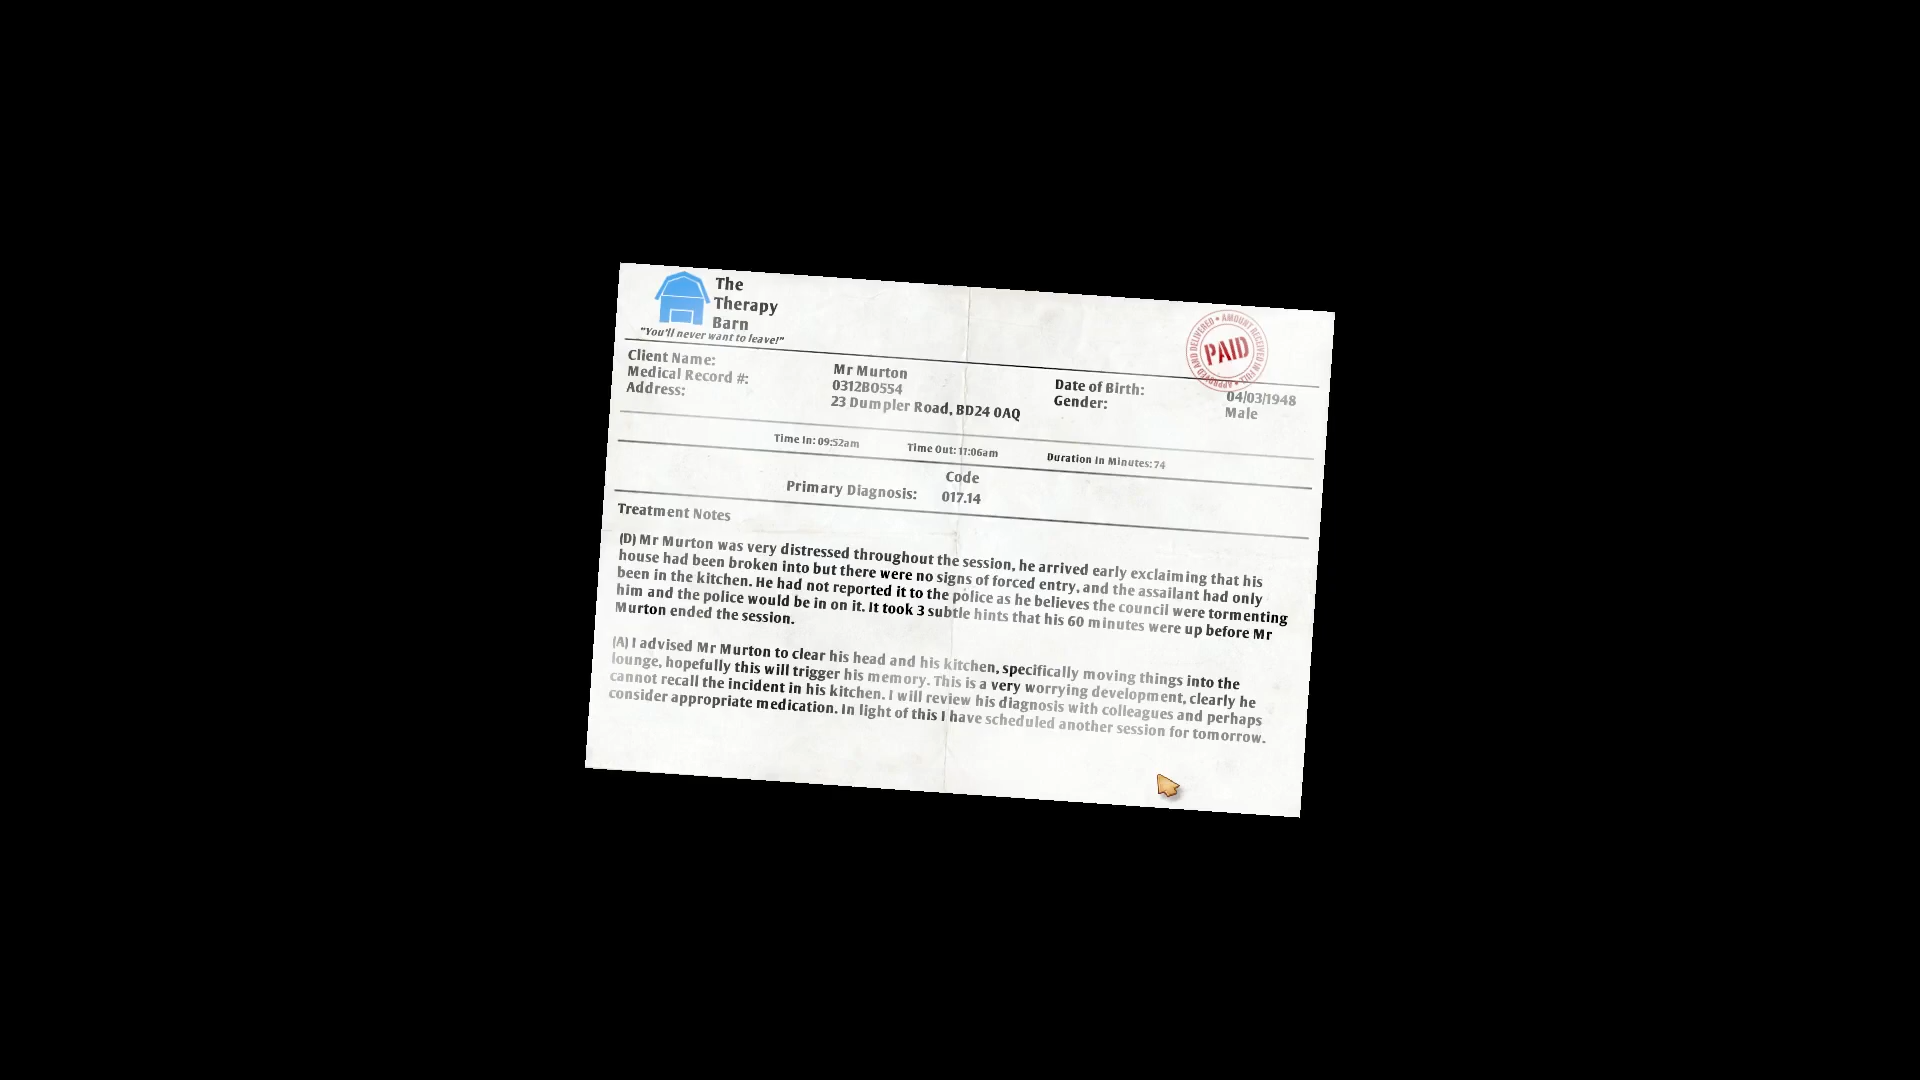 The
Therapy
Barn
"You'll never want to leave!"
AMOUNT RECEIVED IN FULL • APPROVED AND DELIVERED •
PAID
Client Name: Mr Murton Date of Birth: 04/03/1948
Medical Record #: 0312B0554 Gender: Male
Address: 23 Dumpler Road, BD24 0AQ
Time In: 09:52am Time Out: 11:06am Duration In Minutes: 74
Code
Primary Diagnosis: 017.14
Treatment Notes
(D) Mr Murton was very distressed throughout the session, he arrived early exclaiming that his
house had been broken into but there were no signs of forced entry, and the assailant had only
been in the kitchen. He had not reported it to the police as he believes the council were tormenting
him and the police would be in on it. It took 3 subtle hints that his 60 minutes were up before Mr
Murton ended the session.
(A) I advised Mr Murton to clear his head and his kitchen, specifically moving things into the
lounge, hopefully this will trigger his memory. This is a very worrying development, clearly he
cannot recall the incident in his kitchen. I will review his diagnosis with colleagues and perhaps
consider appropriate medication. In light of this I have scheduled another session for tomorrow.